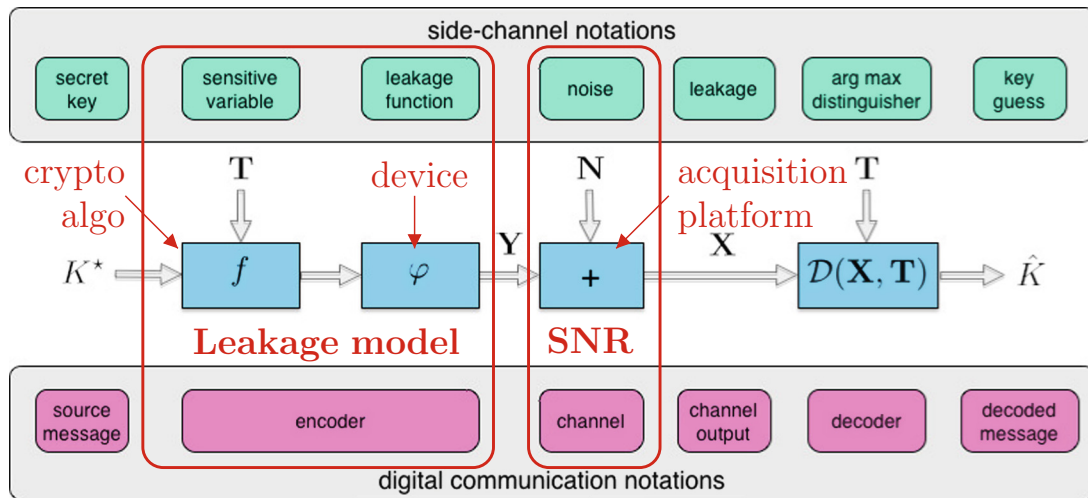 side-channel notations
secret
key
sensitive
variable
leakage
function
noise
leakage
arg max
distinguisher
key
guess
crypto
algo
T
device
N
acquisition
platform
T
K⋆
f
φ
Y
+
X
𝒟(X, T)
K̂
Leakage model
SNR
source
message
encoder
channel
channel
output
decoder
decoded
message
digital communication notations